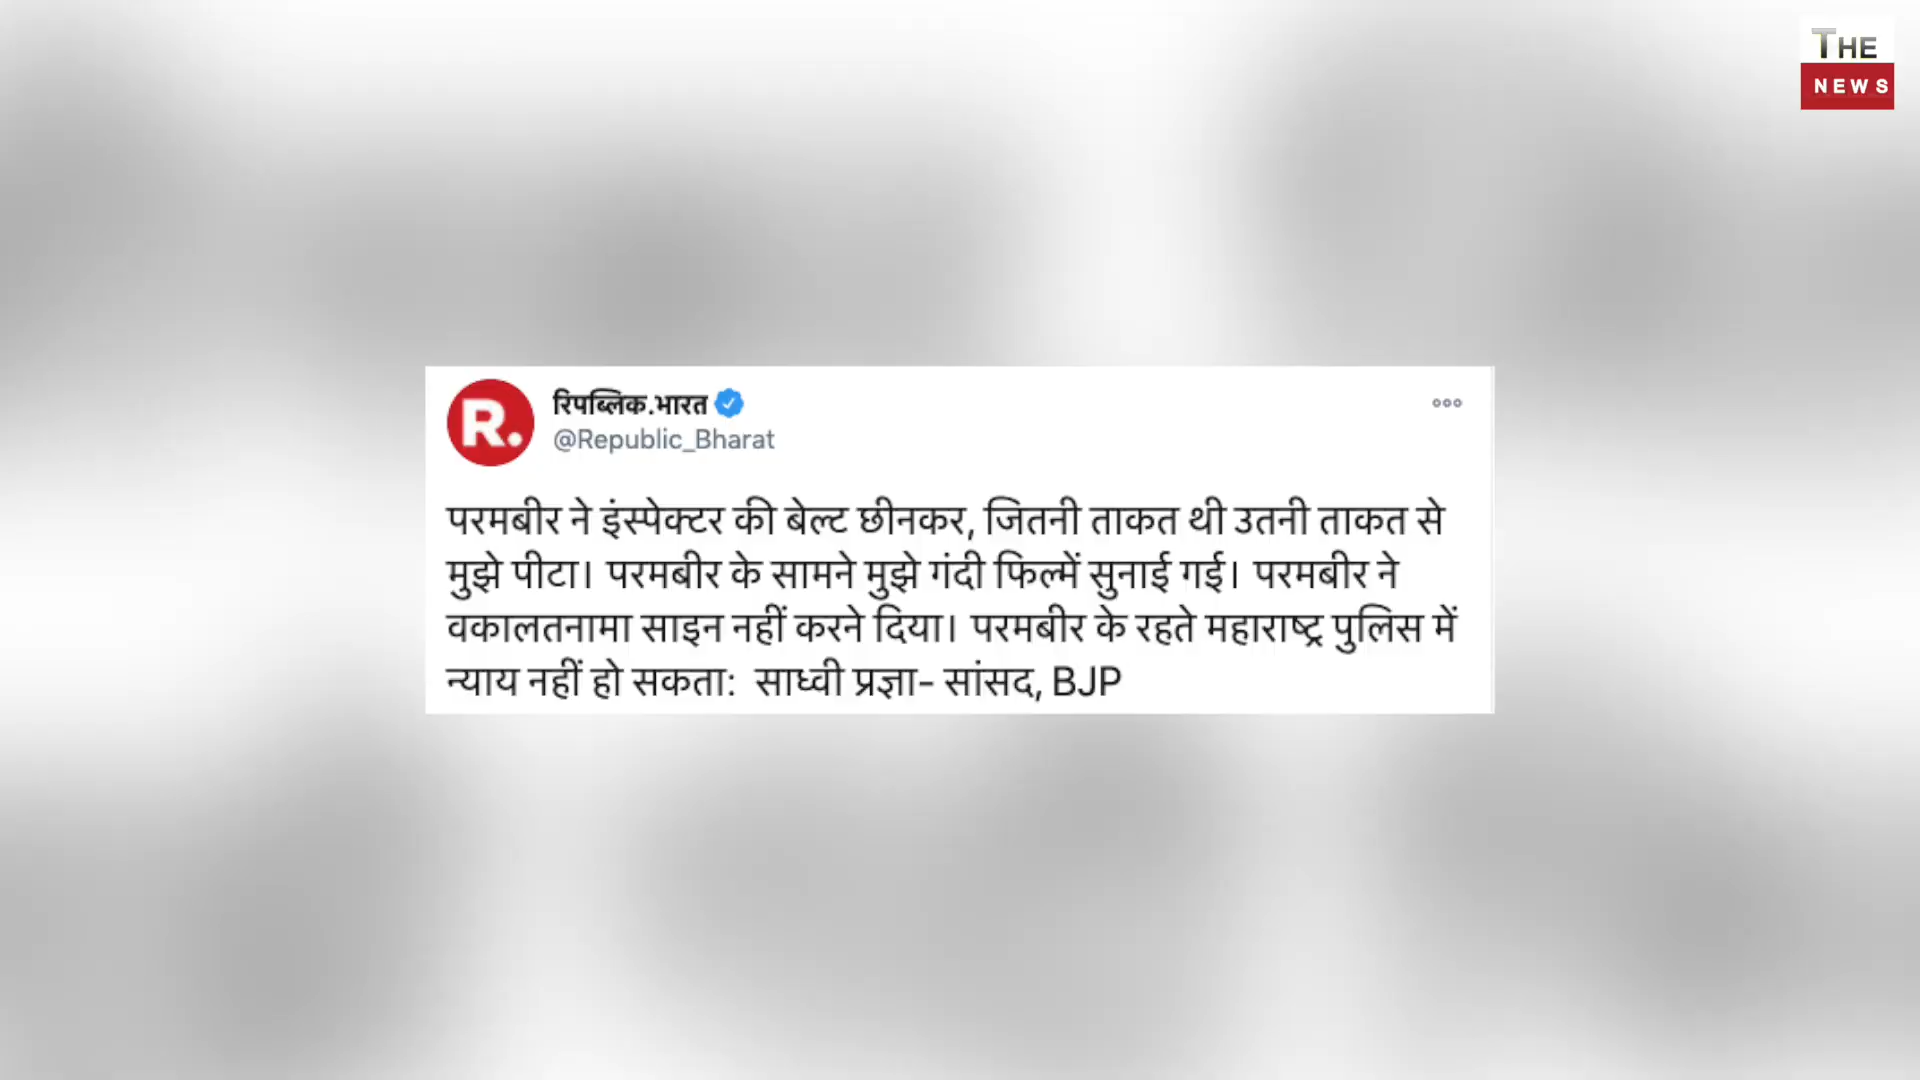 THE
NEWS
R.
रिपब्लिक.भारत
@Republic_Bharat
परमबीर ने इंस्पेक्टर की बेल्ट छीनकर, जितनी ताकत थी उतनी ताकत से
मुझे पीटा। परमबीर के सामने मुझे गंदी फिल्में सुनाई गई। परमबीर ने
वकालतनामा साइन नहीं करने दिया। परमबीर के रहते महाराष्ट्र पुलिस में
न्याय नहीं हो सकता: साध्वी प्रज्ञा- सांसद, BJP